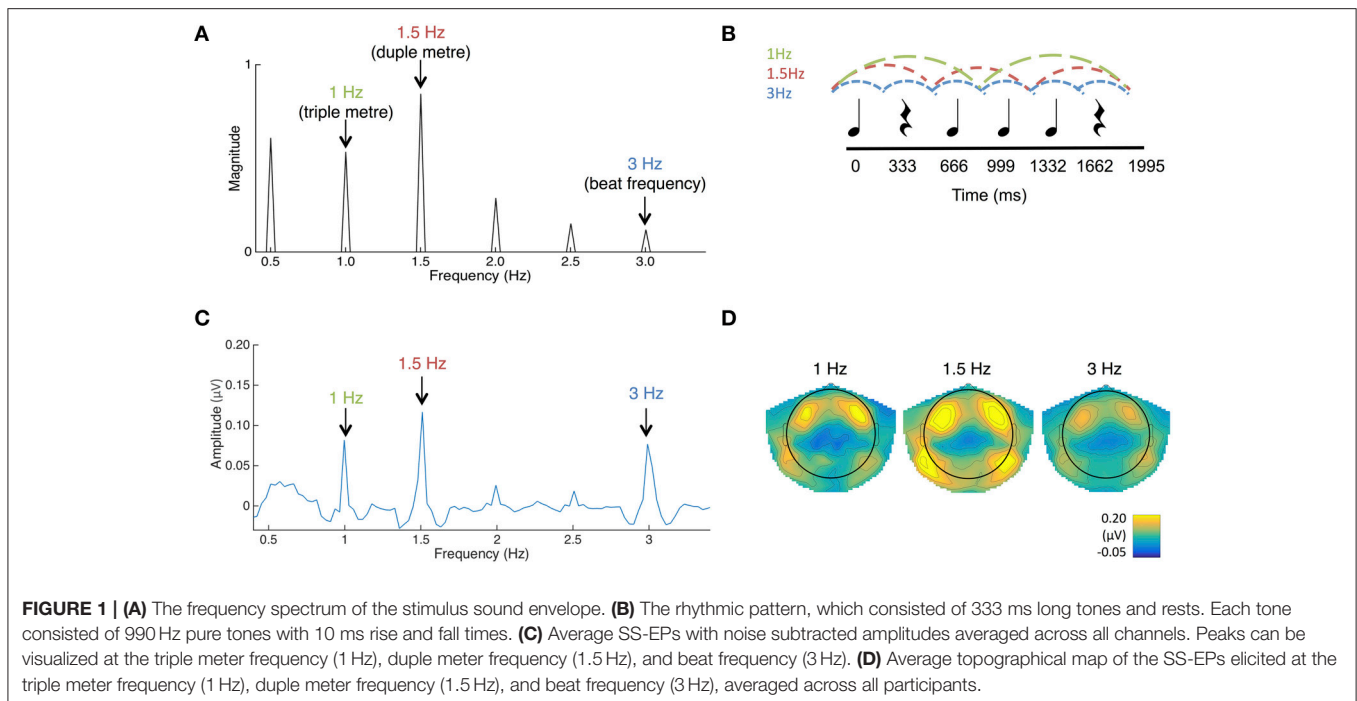 A
1.5 Hz
(duple metre)
1 Hz
(triple metre)
3 Hz
(beat frequency)
1
0
Magnitude
0.5 1.0 1.5 2.0 2.5 3.0
Frequency (Hz)
B
1Hz
1.5Hz
3Hz
0 333 666 999 1332 1662 1995
Time (ms)
C
0.20
0.15
0.10
0.05
0
Amplitude (µV)
1 Hz
1.5 Hz
3 Hz
0.5 1 1.5 2 2.5 3
Frequency (Hz)
D
1 Hz 1.5 Hz 3 Hz
0.20
(µV)
-0.05
FIGURE 1 | (A) The frequency spectrum of the stimulus sound envelope. (B) The rhythmic pattern, which consisted of 333 ms long tones and rests. Each tone
consisted of 990 Hz pure tones with 10 ms rise and fall times. (C) Average SS-EPs with noise subtracted amplitudes averaged across all channels. Peaks can be
visualized at the triple meter frequency (1 Hz), duple meter frequency (1.5 Hz), and beat frequency (3 Hz). (D) Average topographical map of the SS-EPs elicited at the
triple meter frequency (1 Hz), duple meter frequency (1.5 Hz), and beat frequency (3 Hz), averaged across all participants.